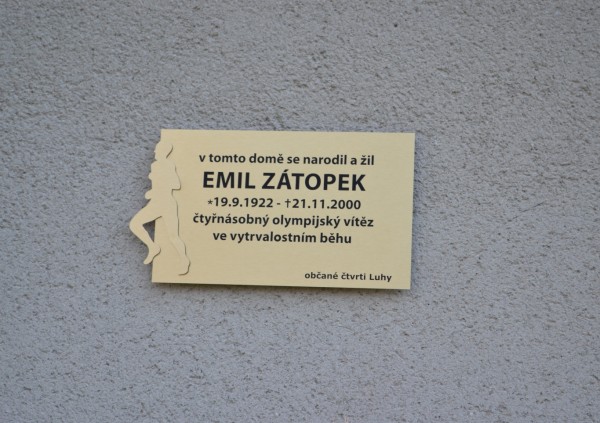 v tomto domě se narodil a žil
EMIL ZÁTOPEK
*19.9.1922 - †21.11.2000
čtyřnásobný olympijský vítěz
ve vytrvalostním běhu
občané čtvrti Luhy